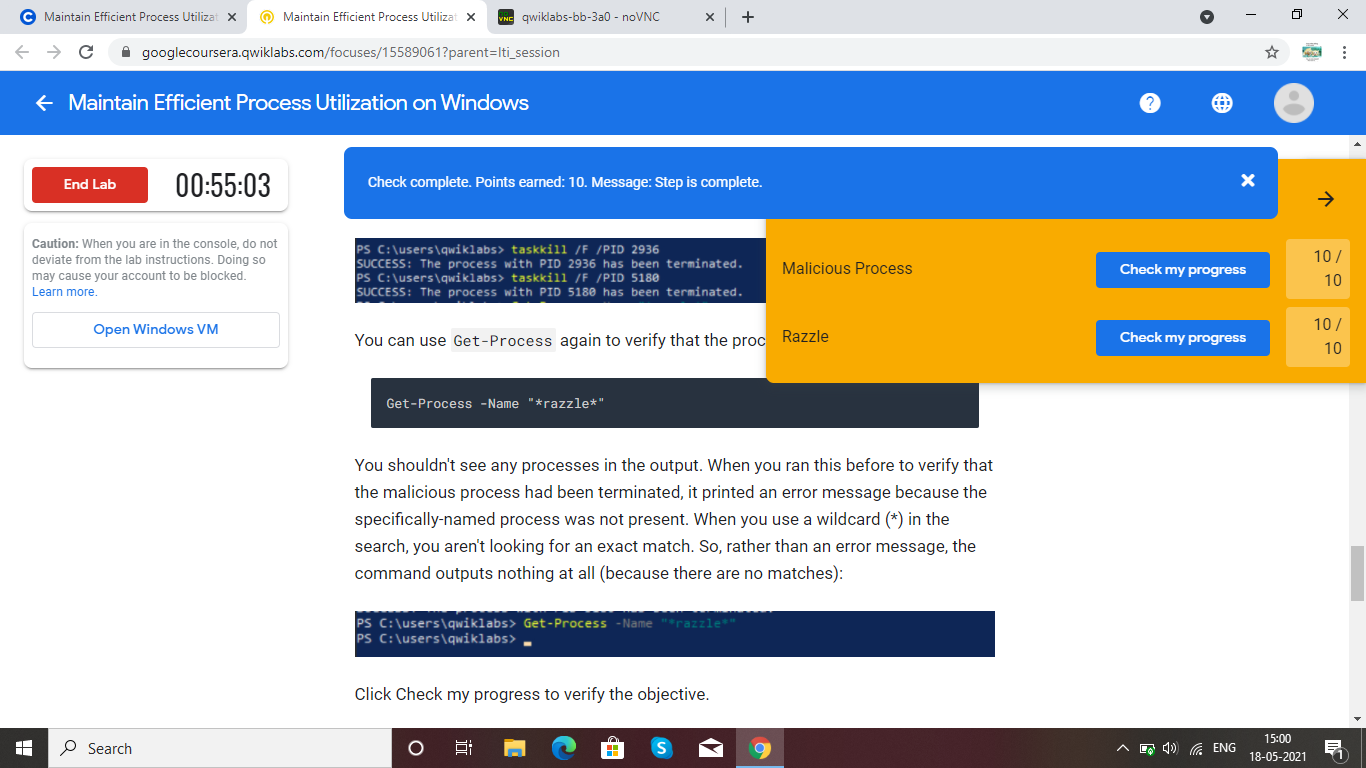 Maintain Efficient Process Utilizat
Maintain Efficient Process Utilizat
qwiklabs-bb-3a0 - noVNC
googlecoursera.qwiklabs.com/focuses/15589061?parent=lti_session
Maintain Efficient Process Utilization on Windows
End Lab
00:55:03
Caution: When you are in the console, do not
deviate from the lab instructions. Doing so
may cause your account to be blocked.
Learn more.
Open Windows VM
Check complete. Points earned: 10. Message: Step is complete.
Malicious Process
Check my progress
10 /
10
Razzle
Check my progress
10 /
10
PS C:\users\qwiklabs> taskkill /F /PID 2936
SUCCESS: The process with PID 2936 has been terminated.
PS C:\users\qwiklabs> taskkill /F /PID 5180
SUCCESS: The process with PID 5180 has been terminated.
You can use Get-Process again to verify that the proc
Get-Process -Name "*razzle*"
You shouldn't see any processes in the output. When you ran this before to verify that
the malicious process had been terminated, it printed an error message because the
specifically-named process was not present. When you use a wildcard (*) in the
search, you aren't looking for an exact match. So, rather than an error message, the
command outputs nothing at all (because there are no matches):
PS C:\users\qwiklabs> Get-Process -Name "*razzle*"
PS C:\users\qwiklabs>
Click Check my progress to verify the objective.
Search
ENG
15:00
18-05-2021
1